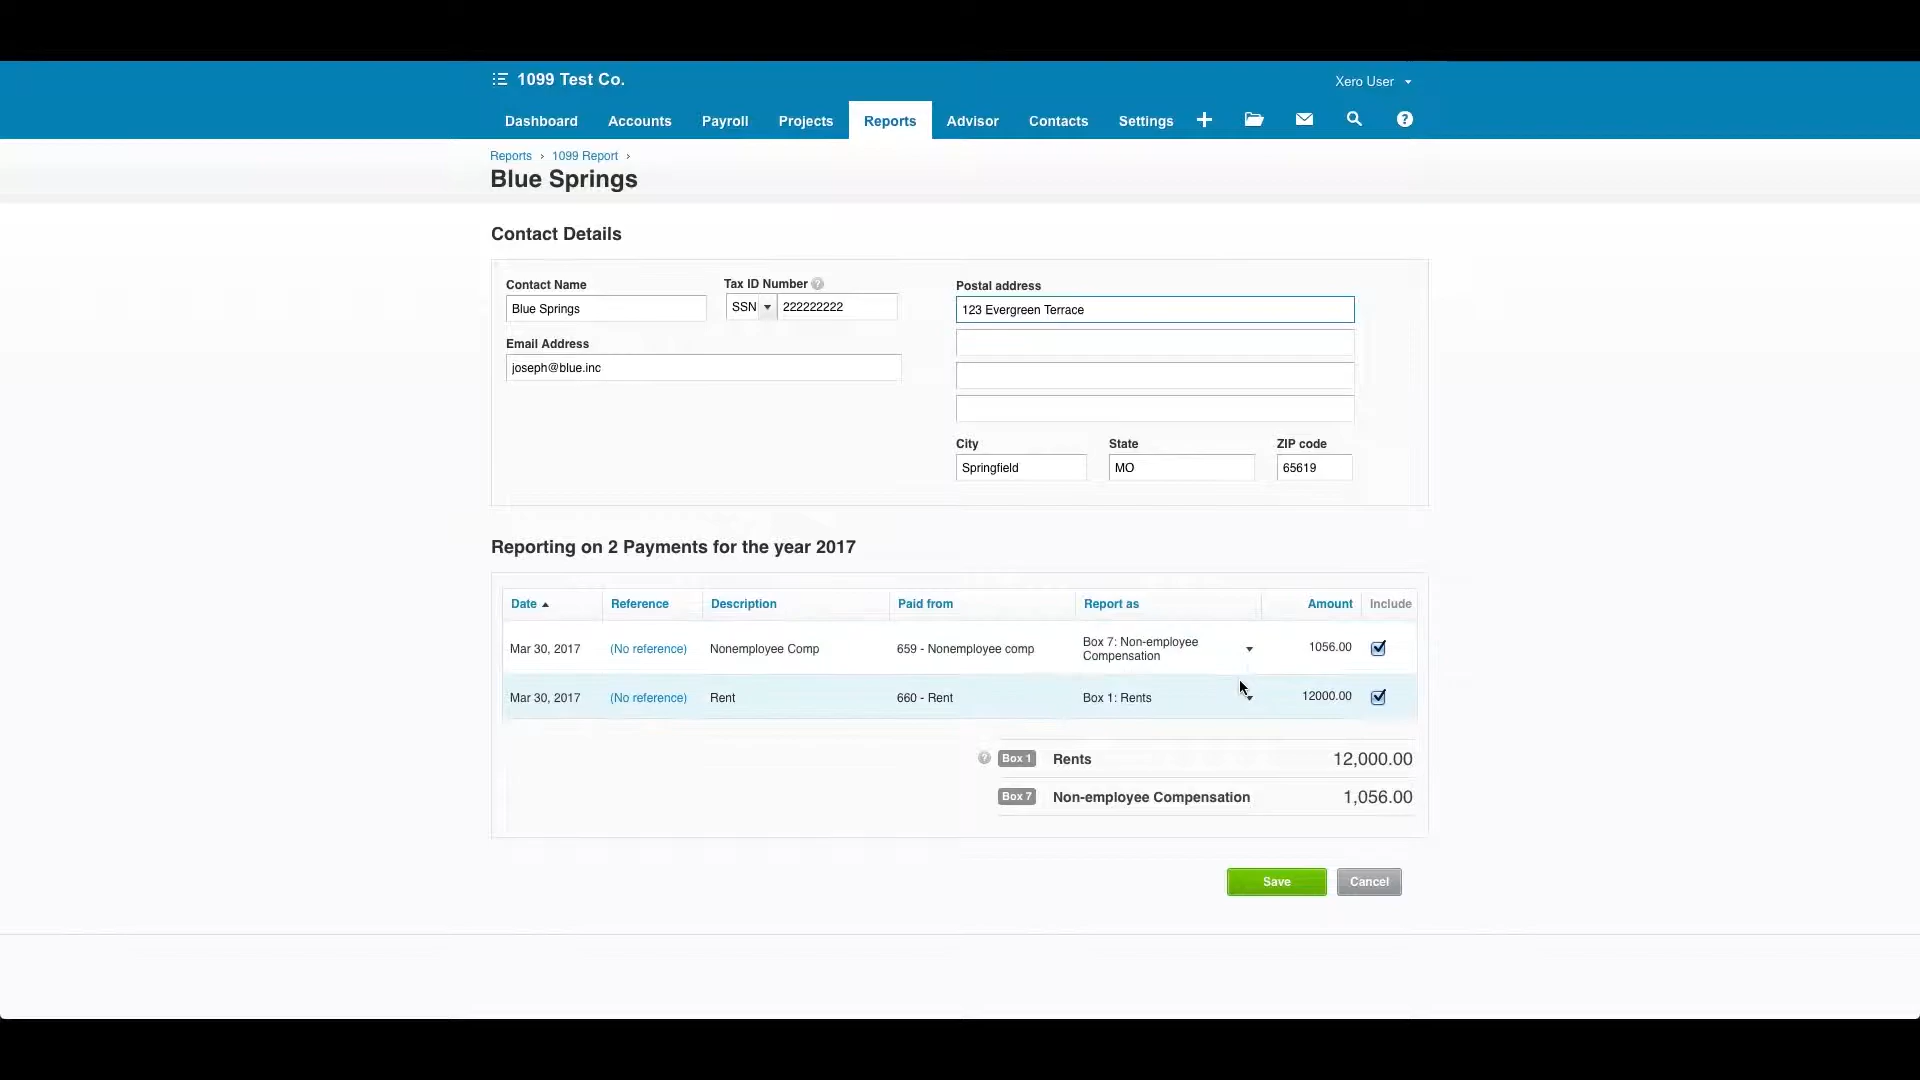 1099 Test Co.
Xero User
Dashboard Accounts Payroll Projects Reports Advisor Contacts Settings
Reports › 1099 Report ›
Blue Springs
Contact Details
Contact Name
Tax ID Number ?
Postal address
Blue Springs
SSN
222222222
123 Evergreen Terrace
Email Address
joseph@blue.inc
City State ZIP code
Springfield MO 65619
Reporting on 2 Payments for the year 2017
Date Reference Description Paid from Report as Amount Include
Mar 30, 2017 (No reference) Nonemployee Comp 659 - Nonemployee comp Box 7: Non-employee 1056.00
Compensation
Mar 30, 2017 (No reference) Rent 660 - Rent Box 1: Rents 12000.00
? Box 1 Rents 12,000.00
Box 7 Non-employee Compensation 1,056.00
Save Cancel